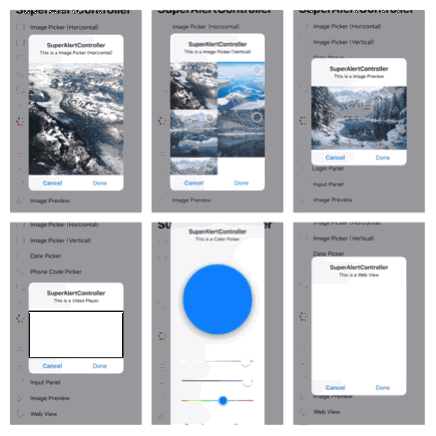 SuperAlertController
Image Picker (Horizontal)
SuperAlertController
This is a Image Picker (Horizontal)
Cancel Done
Image Preview
SuperAlertController
Image Picker (Horizontal)
SuperAlertController
This is a Image Picker (Vertical)
Cancel Done
Image Preview
SuperAlertController
Image Picker (Horizontal)
Image Picker (Vertical)
SuperAlertController
This is a Image Preview
Cancel Done
Login Panel
Input Panel
Image Preview
Image Picker (Horizontal)
Image Picker (Vertical)
Date Picker
Phone Code Picker
SuperAlertController
This is a Video Player
Cancel Done
Input Panel
Image Preview
Web View
SuperAlertController
This is a Color Picker
Image Picker (Horizontal)
Image Picker (Vertical)
Date Picker
SuperAlertController
This is a Web View
Cancel Done
Web View